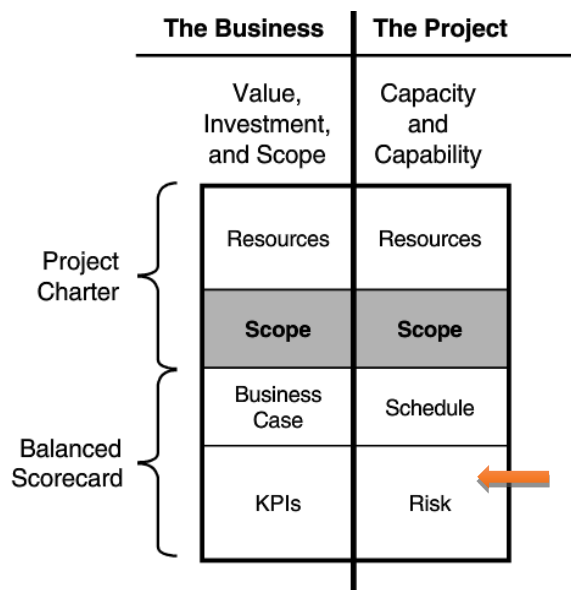 The Business The Project
Value,
Investment,
and Scope
Capacity
and
Capability
Project
Charter
Resources Resources
Scope Scope
Balanced
Scorecard
Business
Case
Schedule
KPIs Risk